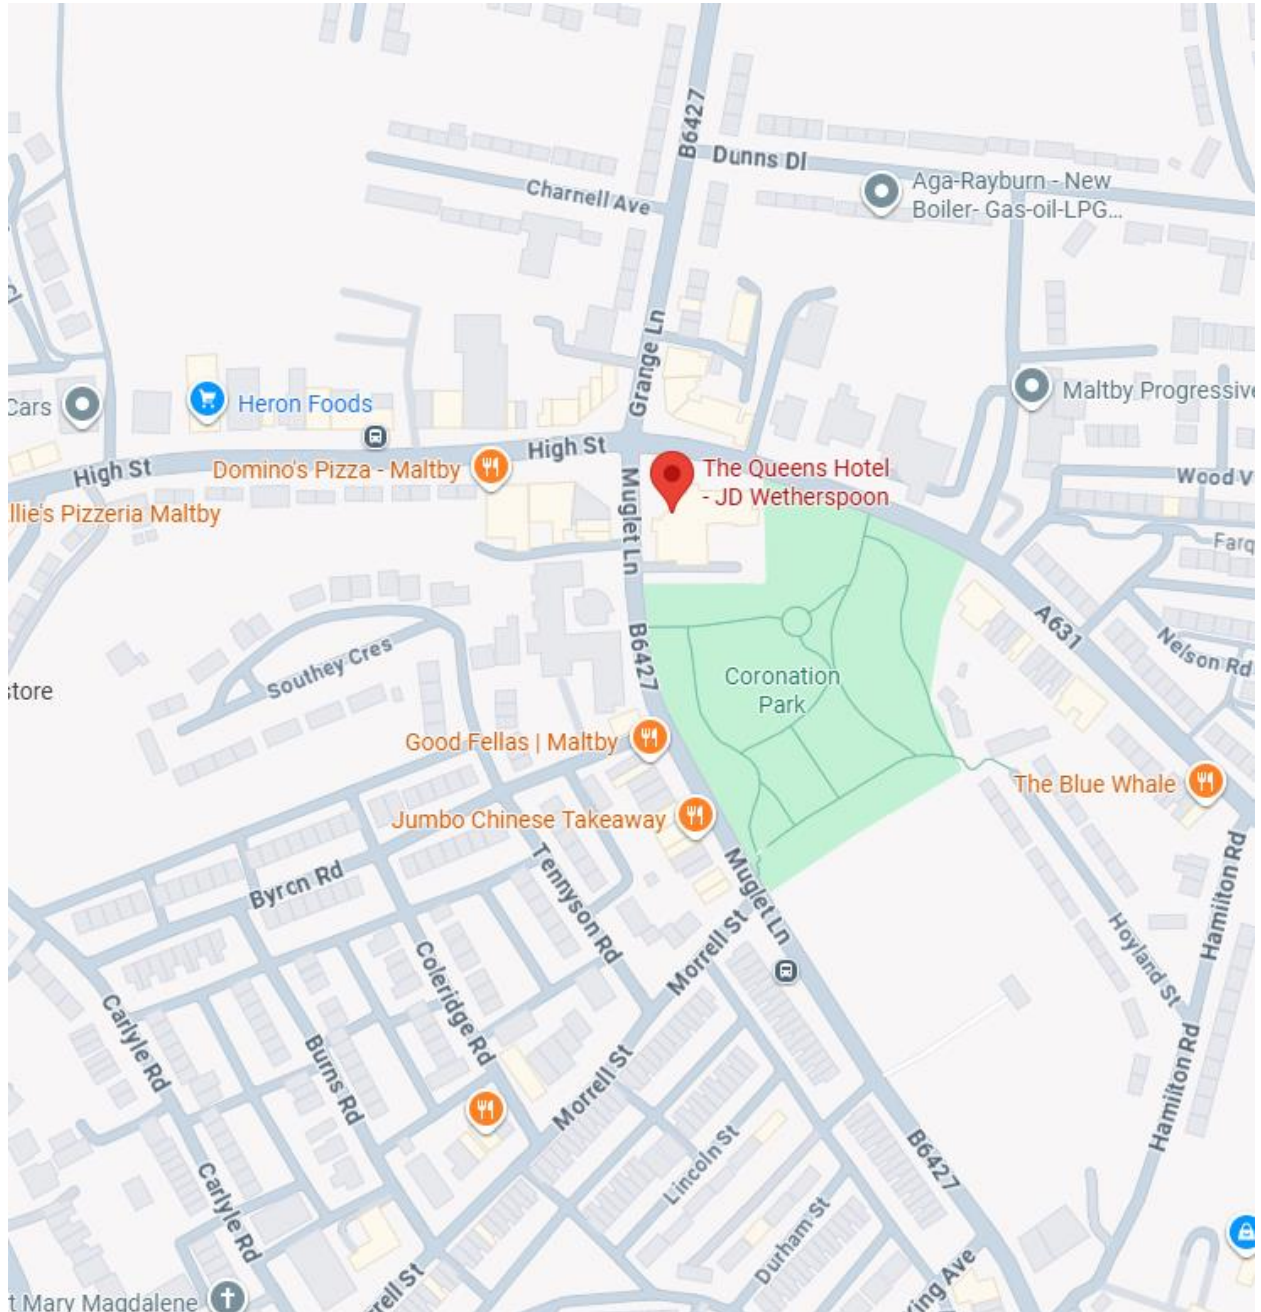 B6427
Dunns Dl
Charnell Ave
Aga-Rayburn - New
Boiler- Gas-oil-LPG...
Grange Ln
Cars
Heron Foods
Maltby Progressive
High St
High St
Domino's Pizza - Maltby
The Queens Hotel
- JD Wetherspoon
Wood V
llie's Pizzeria Maltby
Muglet Ln
Farq
A631
Nelson Rd
B6427
Southey Cres
Coronation
Park
store
Good Fellas | Maltby
The Blue Whale
Jumbo Chinese Takeaway
Byron Rd
Tennyson Rd
Muglet Ln
Hamilton Rd
Morrell St
Hoyland St
Coleridge Rd
Carlyle Rd
Burns Rd
Morrell St
Hamilton Rd
Lincoln St
B6427
Carlyle Rd
Durham St
t Mary Magdalene
rrell St
King Ave